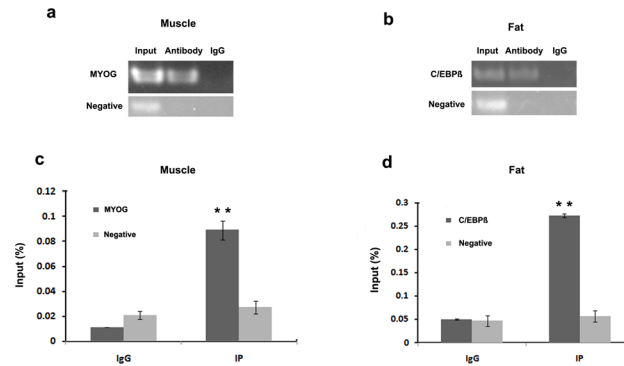 a
Muscle
Input Antibody IgG
MYOG
Negative
b
Fat
Input Antibody IgG
C/EBPß
Negative
c
Muscle
Input (%)
0.12
0.1
0.08
0.06
0.04
0.02
0
MYOG
Negative
**
IgG
IP
d
Fat
Input (%)
0.3
0.25
0.2
0.15
0.1
0.05
0
C/EBPß
Negative
**
IgG
IP